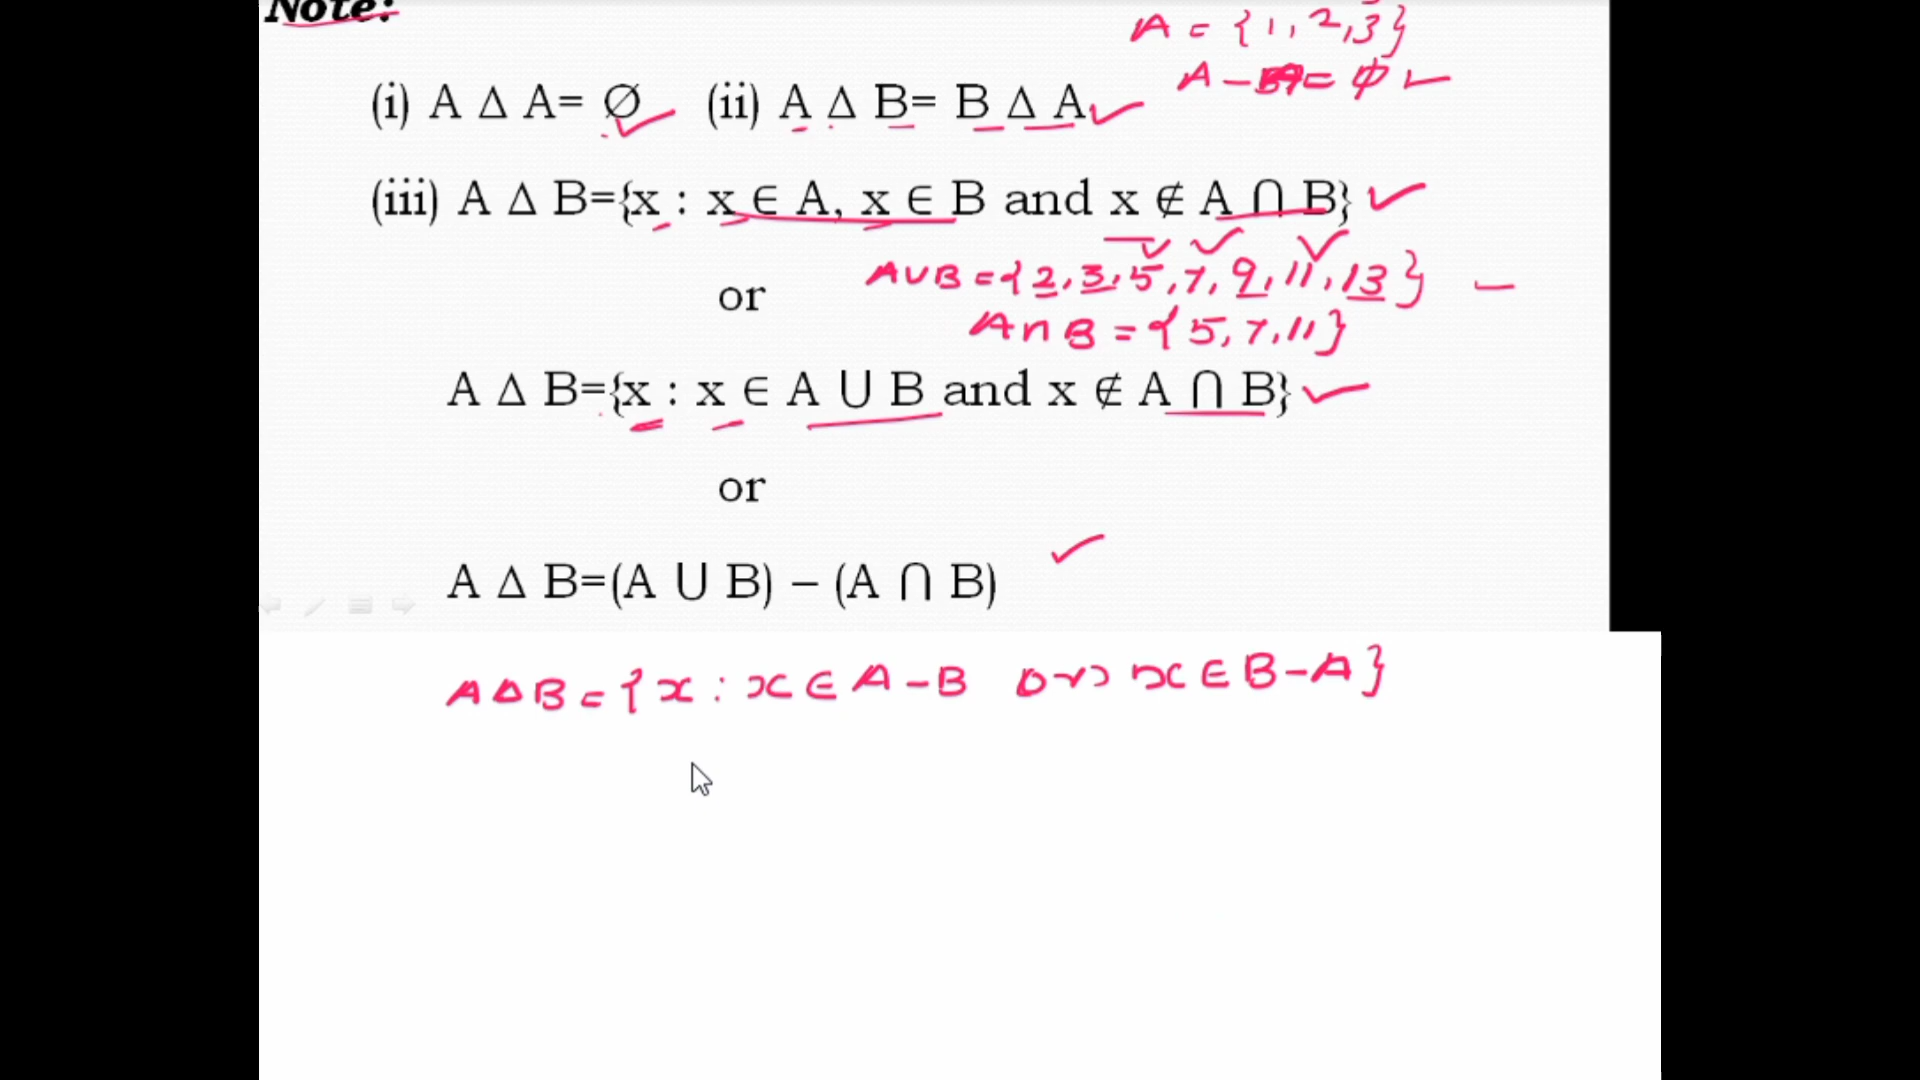 Note:
A = {1, 2, 3}
A - = φ
(i) A Δ A= Ø (ii) A Δ B= B Δ A
(iii) A Δ B={x : x ∈ A, x ∈ B and x ∉ A ⋂ B}
A∪B = {2, 3, 5, 7, 9, 11, 13}
or
A∩B = {5, 7, 11}
A Δ B={x : x ∈ A ⋃ B and x ∉ A ⋂ B}
or
A Δ B=(A ⋃ B) – (A ⋂ B)
A Δ B = {x : x ∈ A - B or x ∈ B - A}